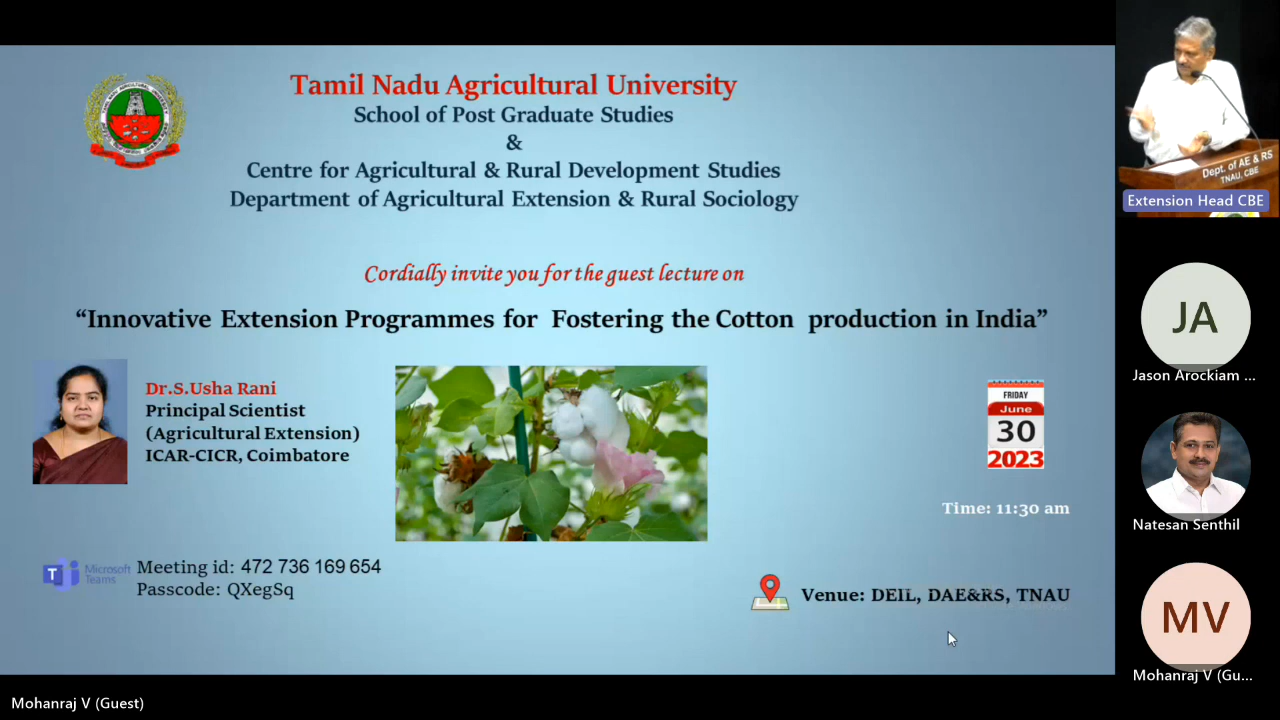 Tamil Nadu Agricultural University
School of Post Graduate Studies
&
Centre for Agricultural & Rural Development Studies
Department of Agricultural Extension & Rural Sociology
Cordially invite you for the guest lecture on
“Innovative Extension Programmes for Fostering the Cotton production in India”
Dr.S.Usha Rani
Principal Scientist
(Agricultural Extension)
ICAR-CICR, Coimbatore
FRIDAY
June
30
2023
Time: 11:30 am
T
Microsoft
Teams
Meeting id: 472 736 169 654
Passcode: QXegSq
Venue: DEIL, DAE&RS, TNAU
Dept. of AE & RS
TNAU, CBE
Extension Head CBE
JA
Jason Arockiam ...
Natesan Senthil
MV
Mohanraj V (Gu...
Mohanraj V (Guest)